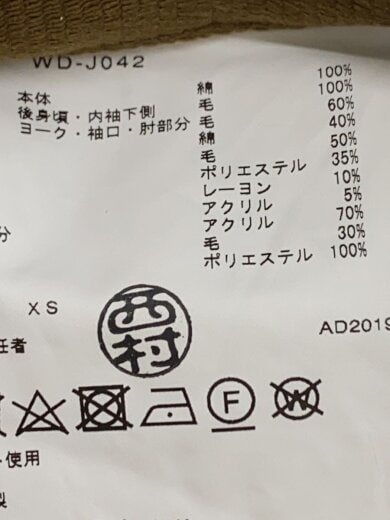 WD-J042
本体 綿 100%
後身頃・内袖下側 毛 100%
ヨーク・袖口・肘部分 毛 60%
綿 40%
毛 50%
ポリエステル 35%
レーヨン 10%
アクリル 5%
分 アクリル 70%
毛 30%
ポリエステル 100%
XS
西村
AD2019
任者
F W
使用
製